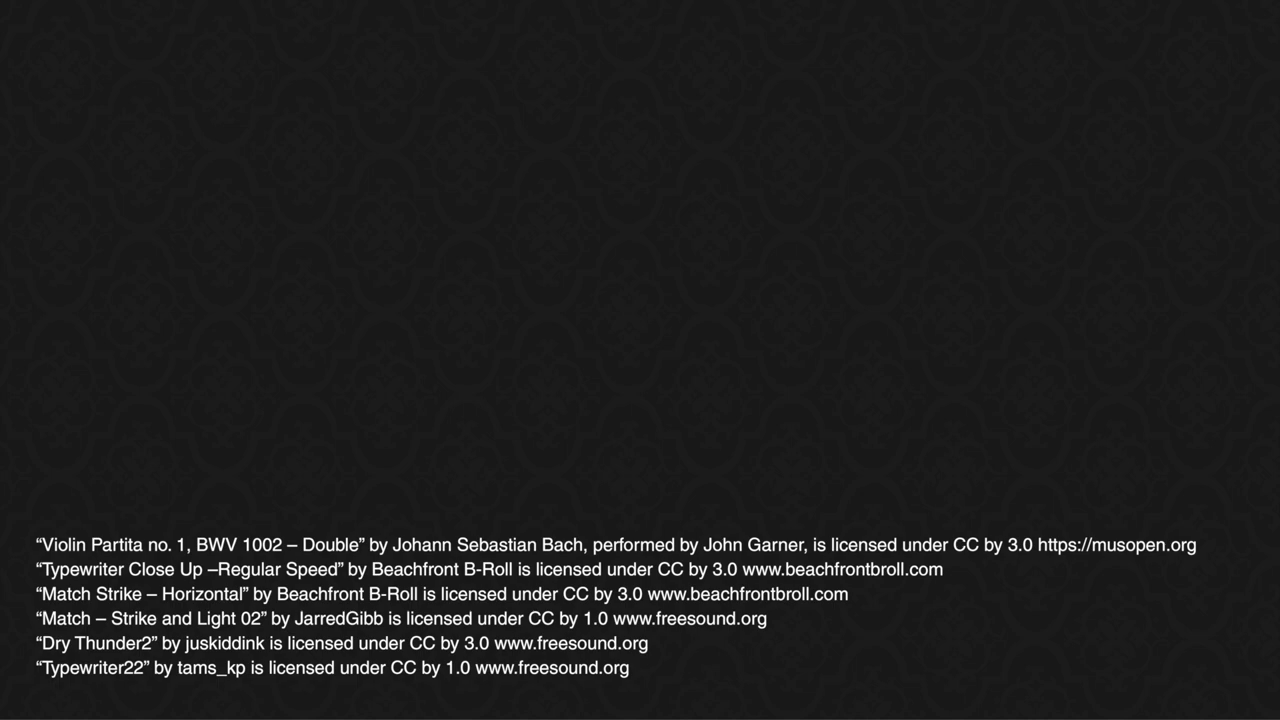 “Violin Partita no. 1, BWV 1002 – Double” by Johann Sebastian Bach, performed by John Garner, is licensed under CC by 3.0 https://musopen.org
“Typewriter Close Up –Regular Speed” by Beachfront B-Roll is licensed under CC by 3.0 www.beachfrontbroll.com
“Match Strike – Horizontal” by Beachfront B-Roll is licensed under CC by 3.0 www.beachfrontbroll.com
“Match – Strike and Light 02” by JarredGibb is licensed under CC by 1.0 www.freesound.org
“Dry Thunder2” by juskiddink is licensed under CC by 3.0 www.freesound.org
“Typewriter22” by tams_kp is licensed under CC by 1.0 www.freesound.org